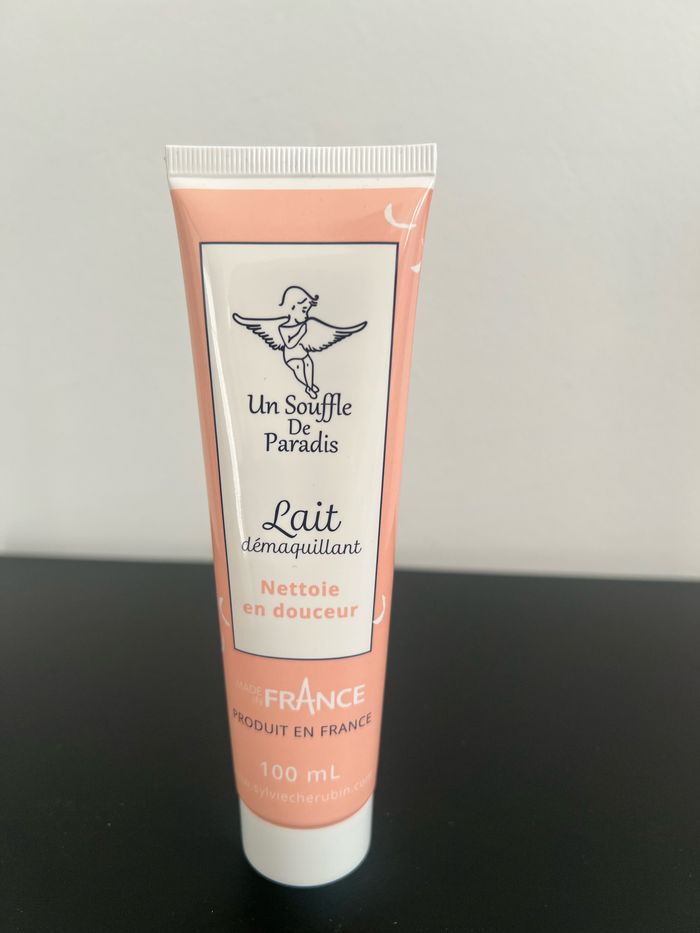 Un Souffle
De
Paradis
Lait
démaquillant
Nettoie
en douceur
MADE
in
FRANCE
PRODUIT EN FRANCE
100 mL
www.sylviecherubin.com